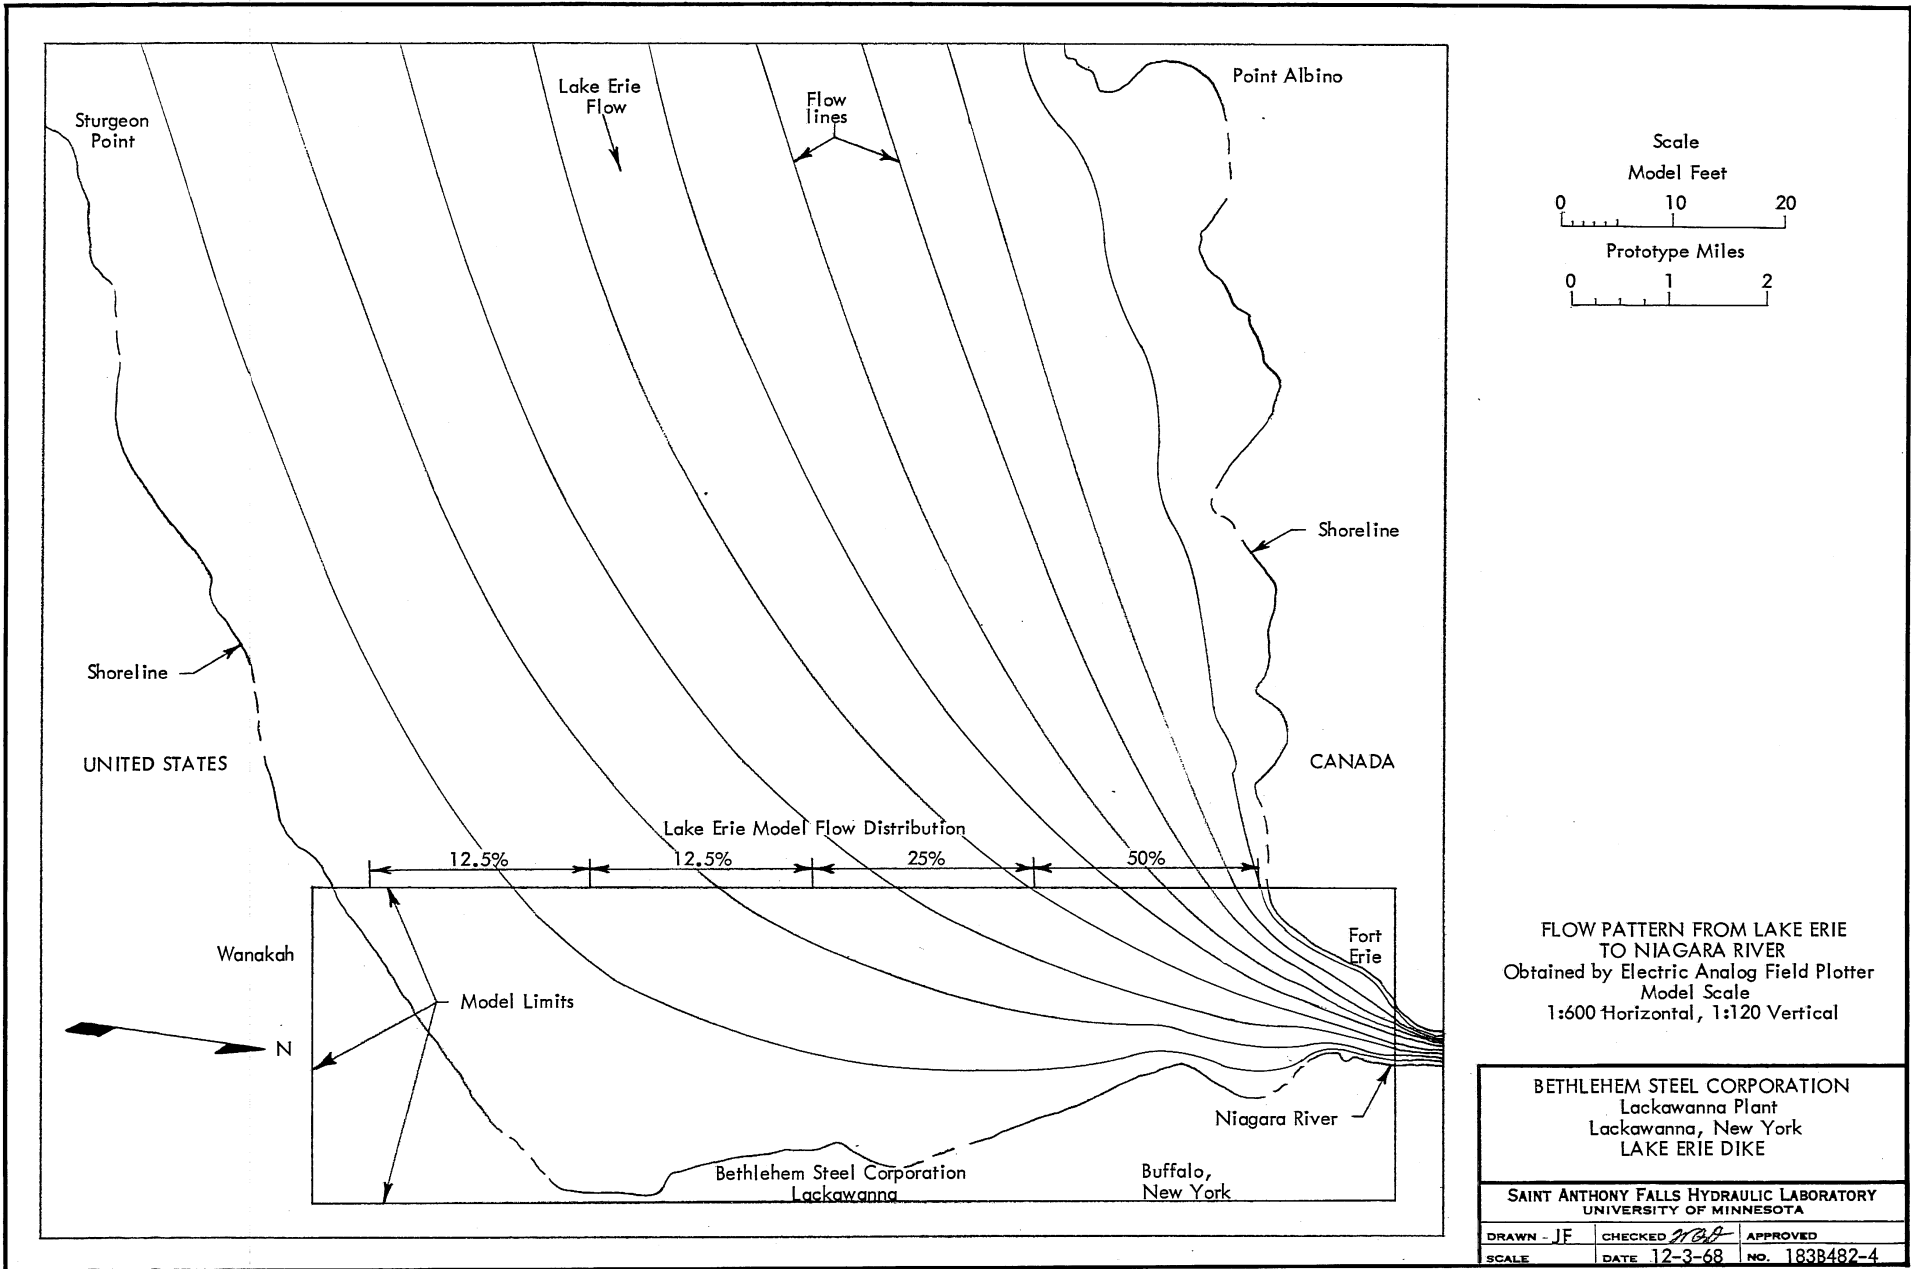 Sturgeon
Point
Lake Erie
Flow
Flow
lines
Point Albino
Scale
Model Feet
0 10 20
Prototype Miles
0 1 2
Shoreline
Shoreline
UNITED STATES
CANADA
Lake Erie Model Flow Distribution
12.5% 12.5% 25% 50%
Wanakah
Model Limits
N
Fort
Erie
Niagara River
Bethlehem Steel Corporation
Lackawanna
Buffalo,
New York
FLOW PATTERN FROM LAKE ERIE
TO NIAGARA RIVER
Obtained by Electric Analog Field Plotter
Model Scale
1:600 Horizontal, 1:120 Vertical
BETHLEHEM STEEL CORPORATION
Lackawanna Plant
Lackawanna, New York
LAKE ERIE DIKE
SAINT ANTHONY FALLS HYDRAULIC LABORATORY
UNIVERSITY OF MINNESOTA
DRAWN - JF CHECKED APPROVED
SCALE DATE 12-3-68 NO. 183B482-4